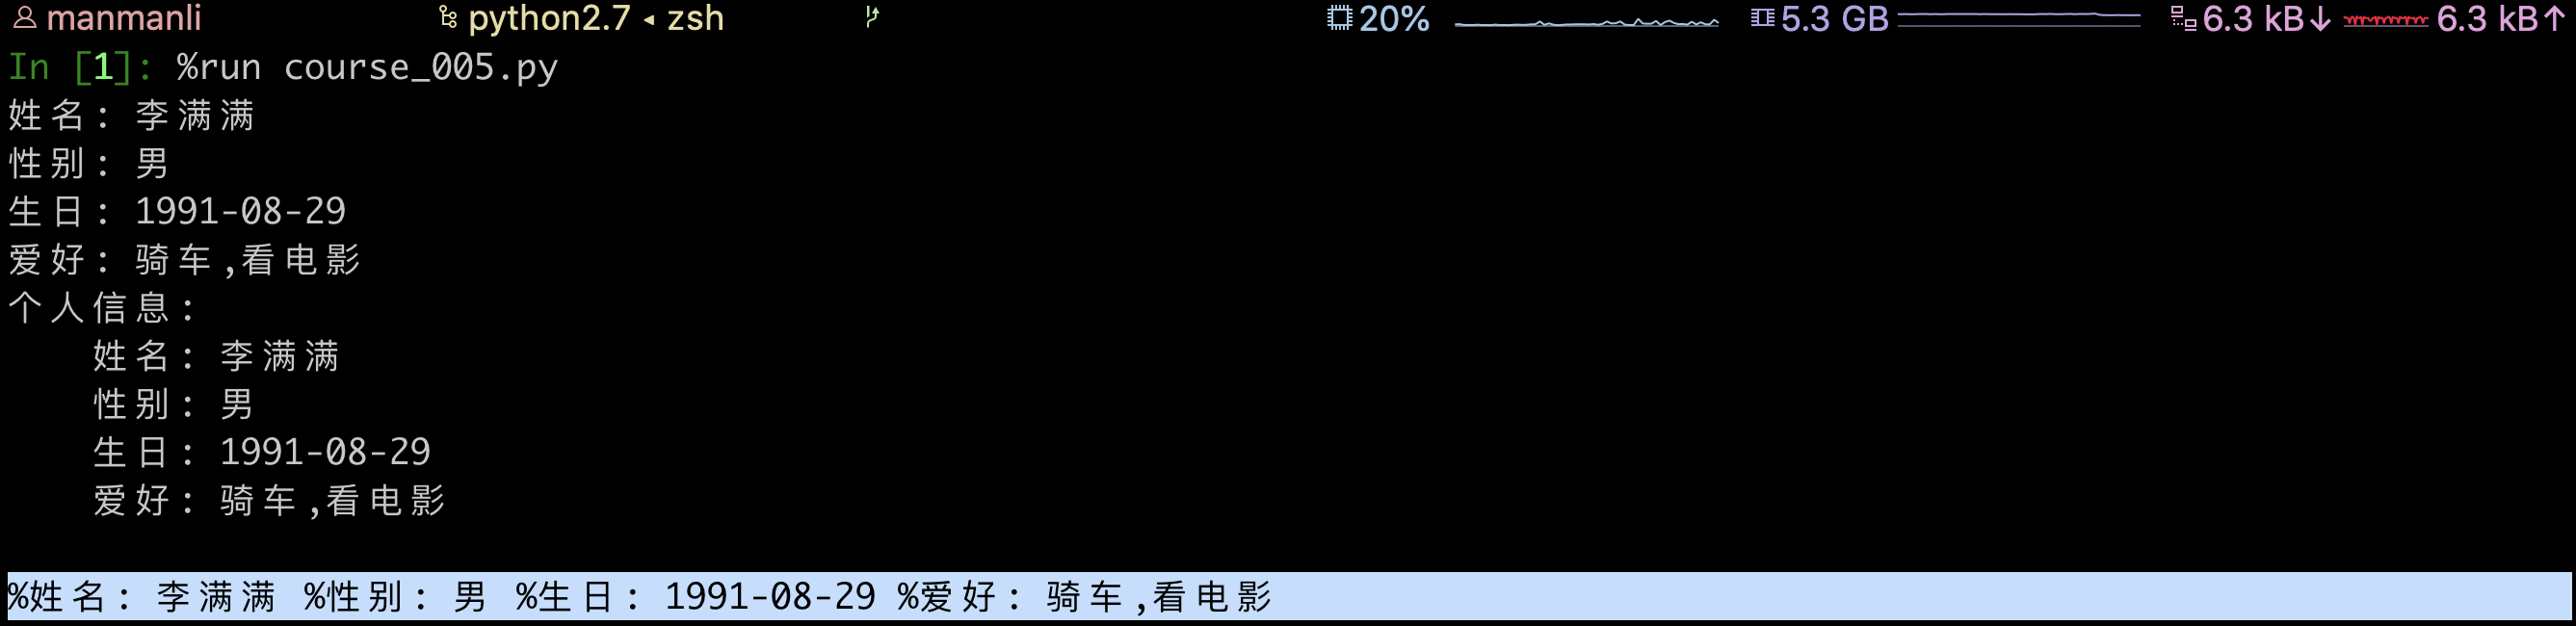 manmanli python2.7 ◂ zsh 20% 5.3 GB 6.3 kB↓ 6.3 kB↑
In [1]: %run course_005.py
姓名: 李满满
性别: 男
生日: 1991-08-29
爱好: 骑车,看电影
个人信息:
姓名: 李满满
性别: 男
生日: 1991-08-29
爱好: 骑车,看电影
%姓名: 李满满 %性别: 男 %生日: 1991-08-29 %爱好: 骑车,看电影